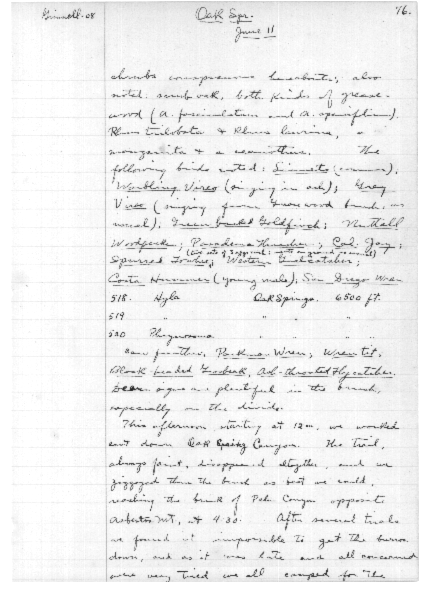 Grinnell-08
Oak Spr.
76.
June 11
shrubs conspicuous hereabouts; also
noted: scrub oak, both kinds of grease-
wood (A. fasciculatum and A. sparsifolium),
Rhus trilobata & a Rhus laurina, a
manzanita & a ceanothus. The
following birds noted: Linnets (common);
Warbling Vireo (singing in oak); Gray
Vireo (singing from Greasewood brush, as
usual); Green-backed Goldfinch; Nuttall
Woodpecker; Pasadena Thrasher; Cal. Jay;
Spurred Towhee; Western Gnatcatcher;
Costa Hummer (young male); San Diego Wren
518. Hyla Oak Springs. 6500 ft.
519 " " "
520 Phrynosoma " "
Saw further, Parkman Wren; Wren-tit,
Black-headed Grosbeak, Ash-throated Flycatcher.
Deer signs are plentiful in the brush,
especially on the divide.
This afternoon starting at 12 m, we worked
east down Oak Spring Canyon. The trail,
always faint, disappeared altogether, and we
zigzaged thru the brush as best we could,
reaching the brink of Palm Canyon opposite
Asbestos Mt, at 4:30. After several trials
we found it impossible to get the burros
down, and as it was late and all concerned
were very tired we all camped for the